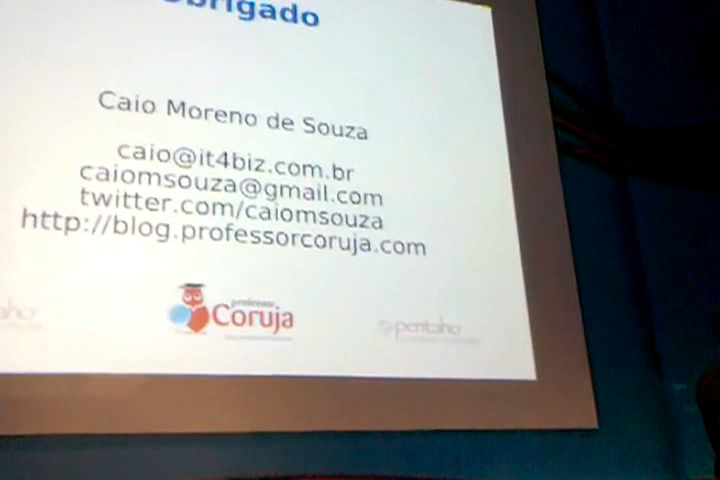 Obrigado
Caio Moreno de Souza
caio@it4biz.com.br
caiomsouza@gmail.com
twitter.com/caiomsouza
http://blog.professorcoruja.com
professor
Coruja
pentaho